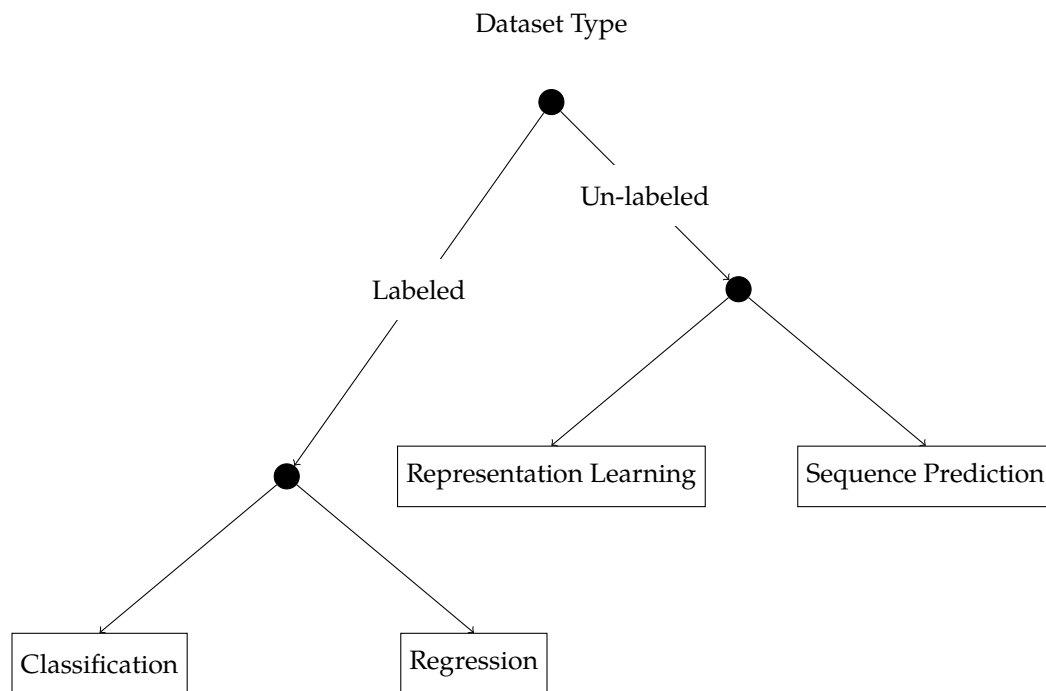 Dataset Type
Un-labeled
Labeled
Representation Learning
Sequence Prediction
Classification
Regression